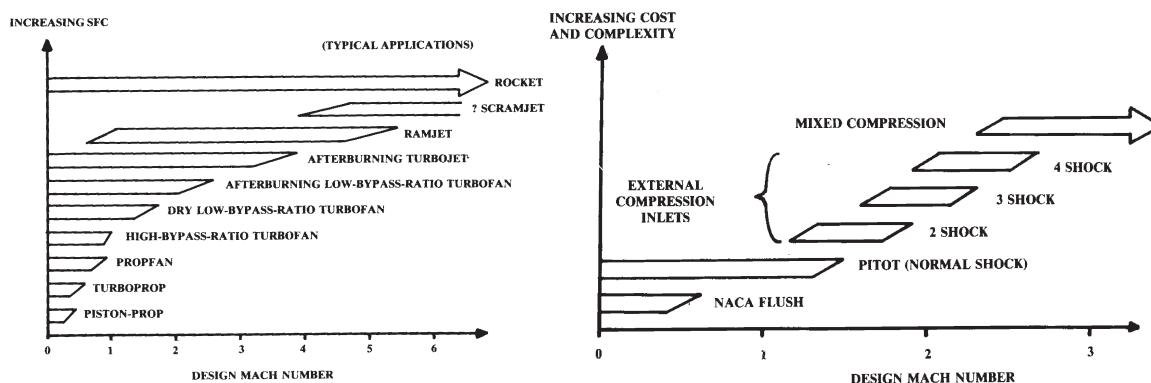 INCREASING SFC
(TYPICAL APPLICATIONS)
ROCKET
? SCRAMJET
RAMJET
AFTERBURNING TURBOJET
AFTERBURNING LOW-BYPASS-RATIO TURBOFAN
DRY LOW-BYPASS-RATIO TURBOFAN
HIGH-BYPASS-RATIO TURBOFAN
PROPFAN
TURBOPROP
PISTON-PROP
0 1 2 3 4 5 6
DESIGN MACH NUMBER
INCREASING COST
AND COMPLEXITY
MIXED COMPRESSION
4 SHOCK
EXTERNAL
COMPRESSION
INLETS
3 SHOCK
2 SHOCK
PITOT (NORMAL SHOCK)
NACA FLUSH
0 1 2 3
DESIGN MACH NUMBER